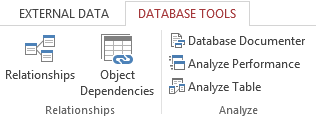 EXTERNAL DATA DATABASE TOOLS
Relationships
Object
Dependencies
Relationships
Database Documenter
Analyze Performance
Analyze Table
Analyze